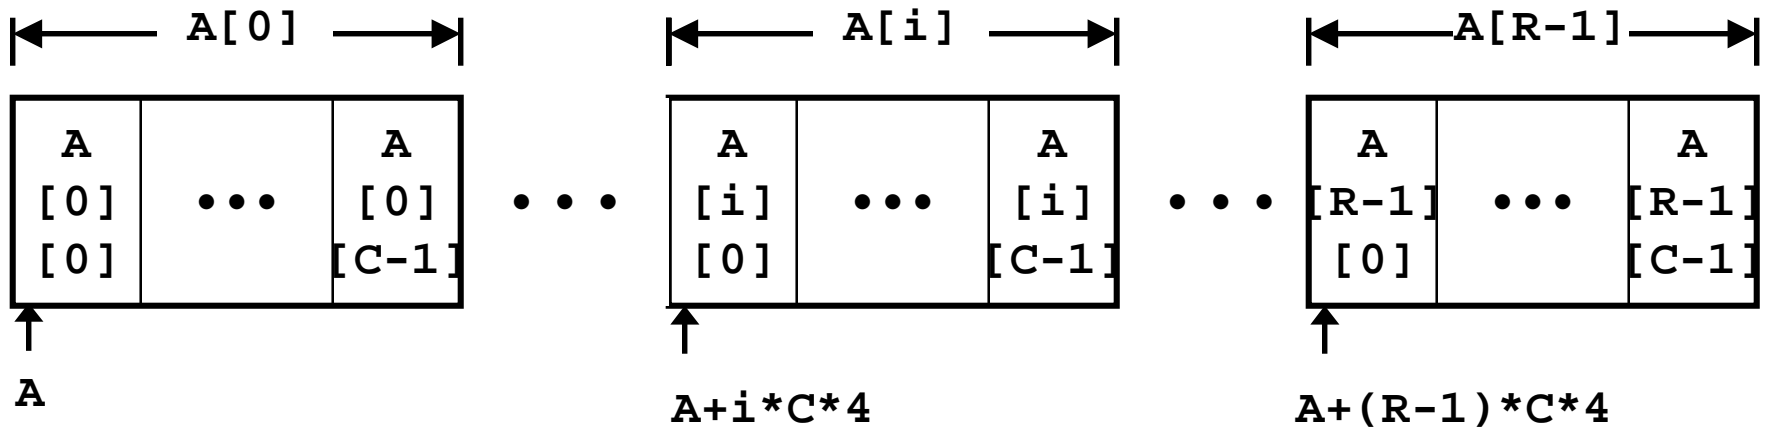 A[0] A[i] A[R-1]
A A A A A A
[0] ••• [0] • • • [i] ••• [i] • • • [R-1] ••• [R-1]
[0] [C-1] [0] [C-1] [0] [C-1]
A A+i*C*4 A+(R-1)*C*4